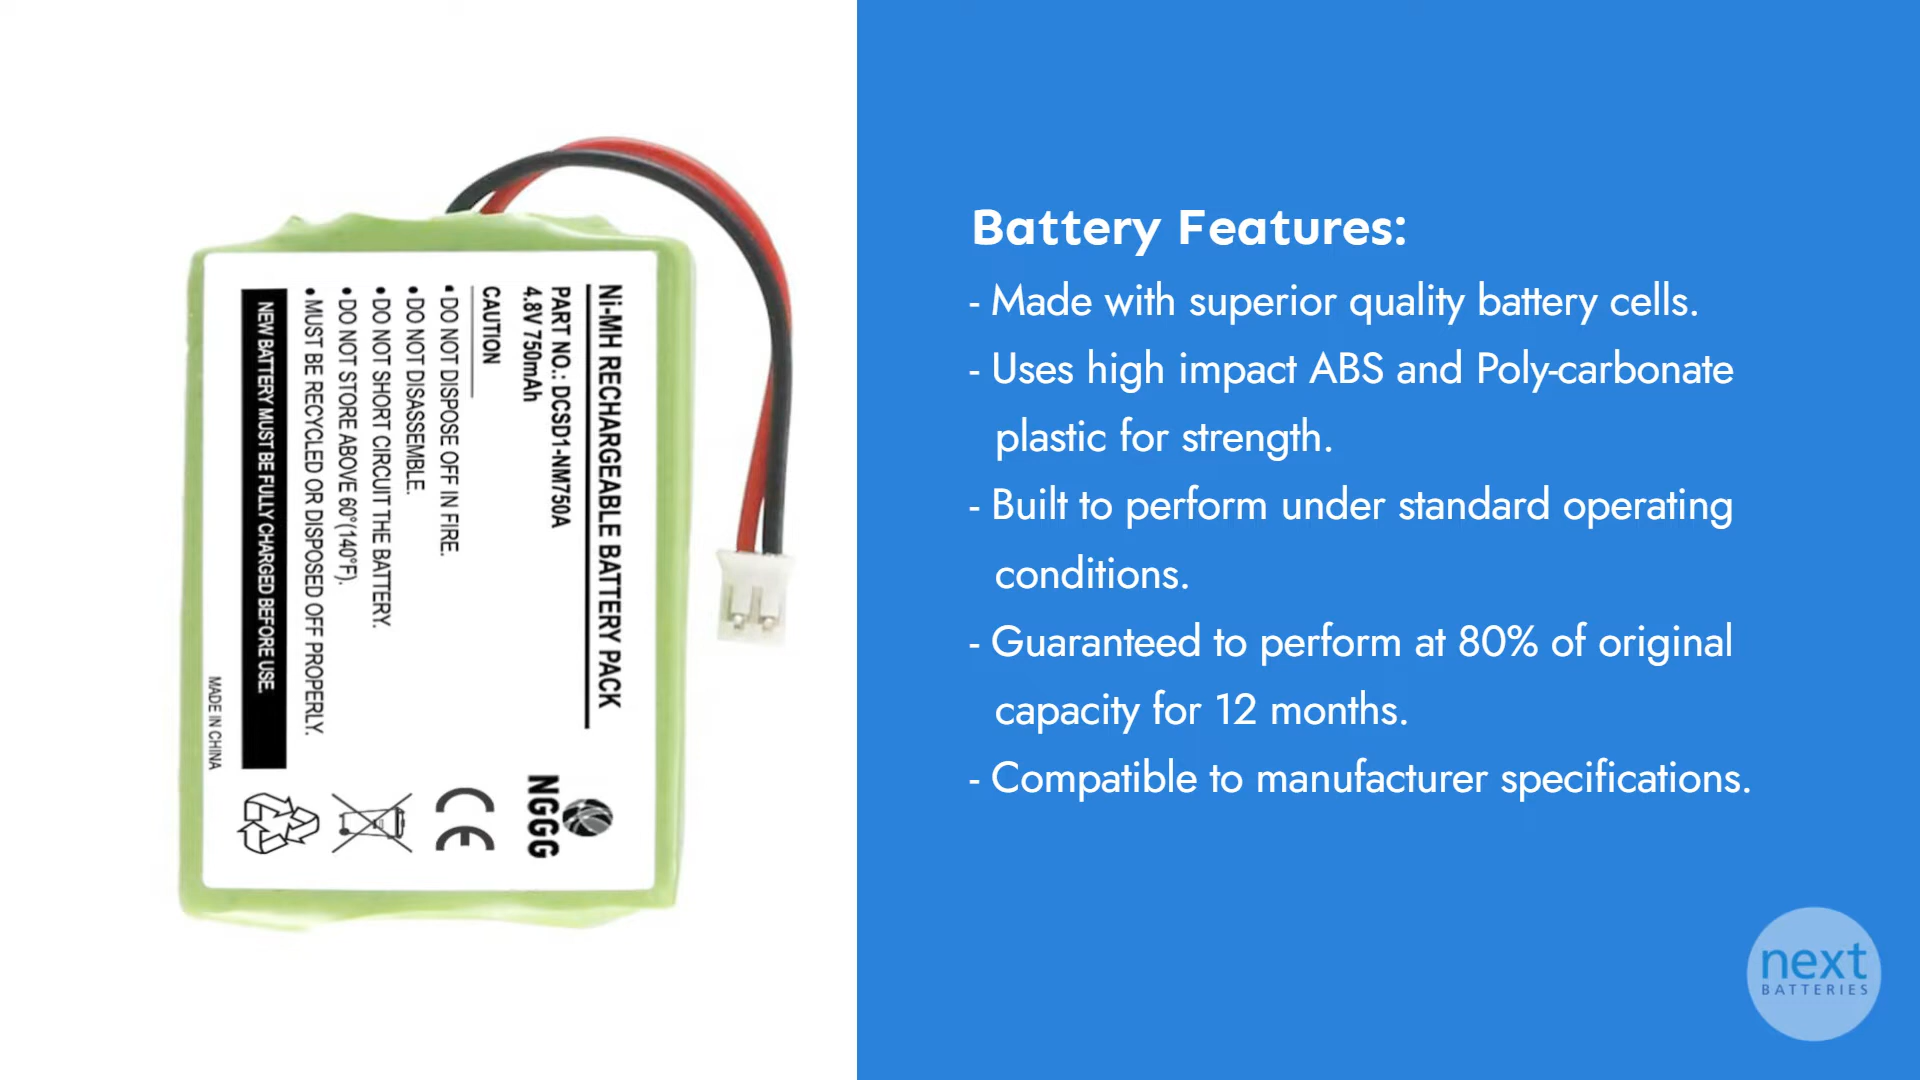 Ni-MH RECHARGEABLE BATTERY PACK
PART NO.: DCSD1-NM750A
4.8V 750mAh
CAUTION
• DO NOT DISPOSE OFF IN FIRE.
• DO NOT DISASSEMBLE.
• DO NOT SHORT CIRCUIT THE BATTERY.
• DO NOT STORE ABOVE 60°(140°F).
• MUST BE RECYCLED OR DISPOSED OFF PROPERLY.
NEW BATTERY MUST BE FULLY CHARGED BEFORE USE.
MADE IN CHINA
NGGG
CE
Battery Features:
- Made with superior quality battery cells.
- Uses high impact ABS and Poly-carbonate
plastic for strength.
- Built to perform under standard operating
conditions.
- Guaranteed to perform at 80% of original
capacity for 12 months.
- Compatible to manufacturer specifications.
next
BATTERIES